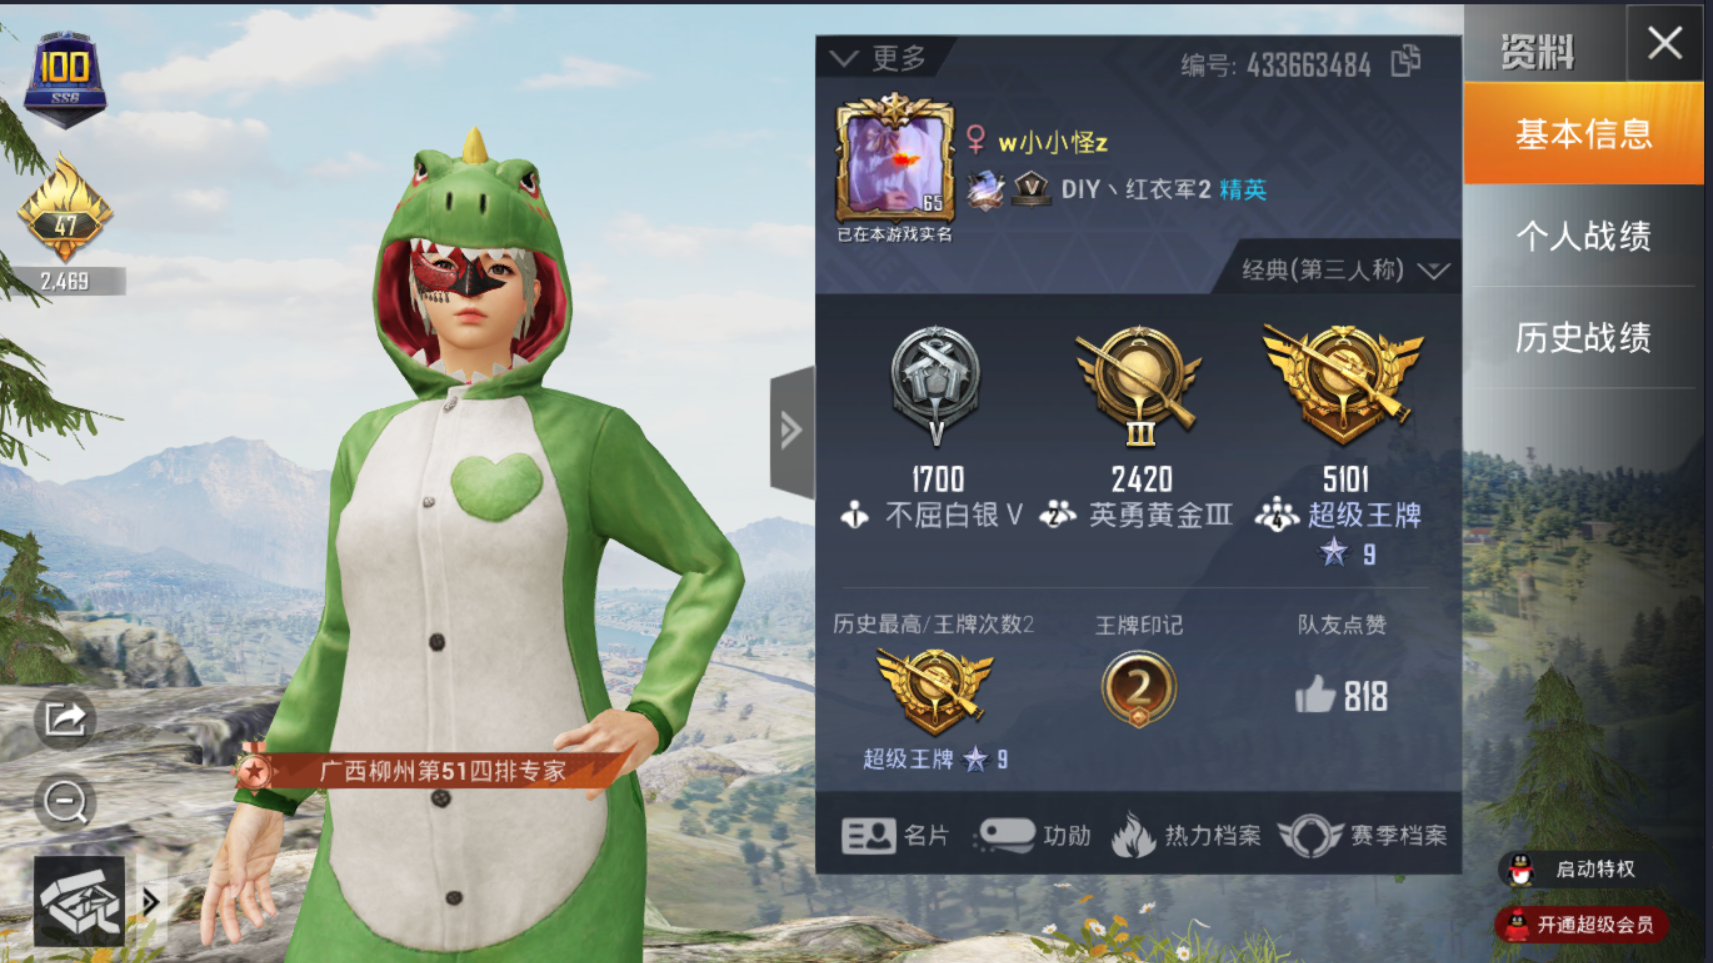 100
SS6
47
2,469
更多
编号: 433663484
资料
基本信息
个人战绩
历史战绩
w小小怪z
65
V
DIY丶红衣军2 精英
已在本游戏实名
经典(第三人称)
V
III
1700
2420
5101
1 不屈白银V
2 英勇黄金III
4 超级王牌
9
历史最高/王牌次数2
王牌印记
队友点赞
2
818
超级王牌 9
广西柳州第51四排专家
名片
功勋
热力档案
赛季档案
启动特权
开通超级会员